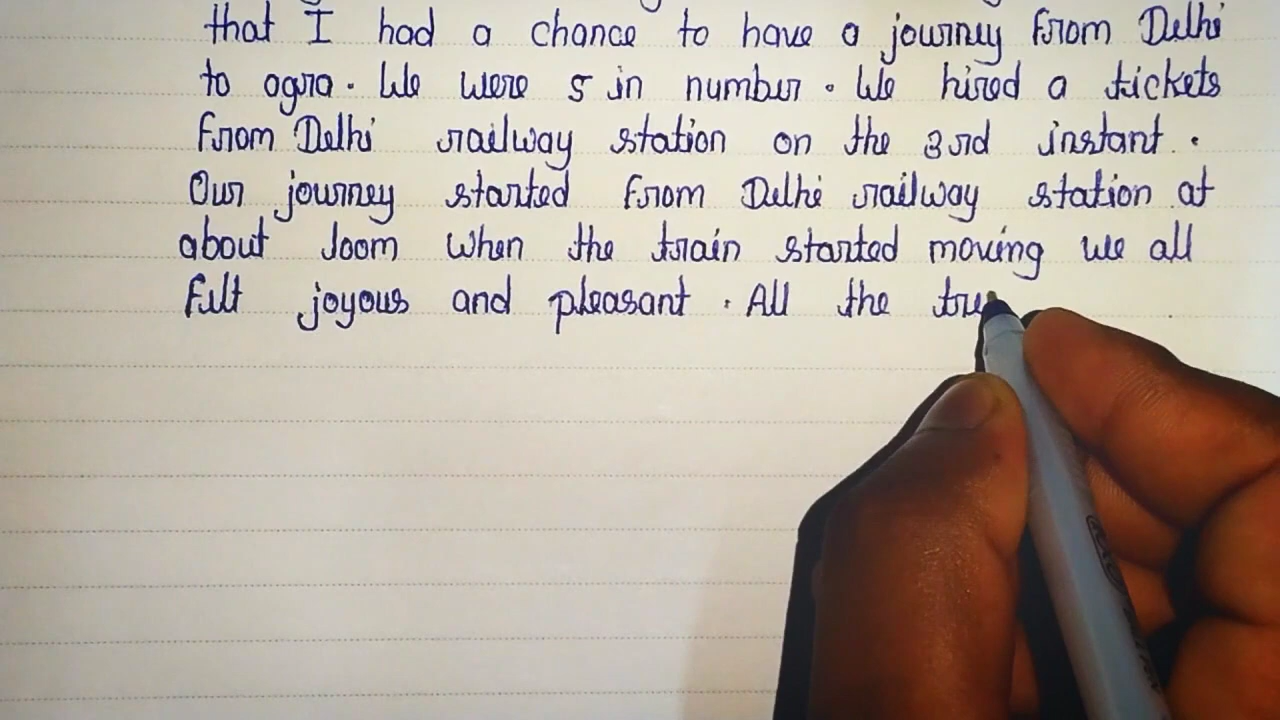 that I had a chance to have a journey from Delhi
to agra. We were 5 in number. We hired a tickets
from Delhi railway station on the 3rd instant.
Our journey started from Delhi railway station at
about when the train started moving we all
felt joyous and pleasant. All the tre